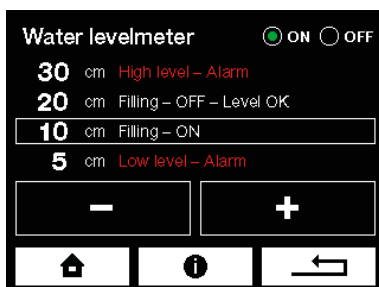 Water levelmeter ON OFF
30 cm High level – Alarm
20 cm Filling – OFF – Level OK
10 cm Filling – ON
5 cm Low level – Alarm
– +